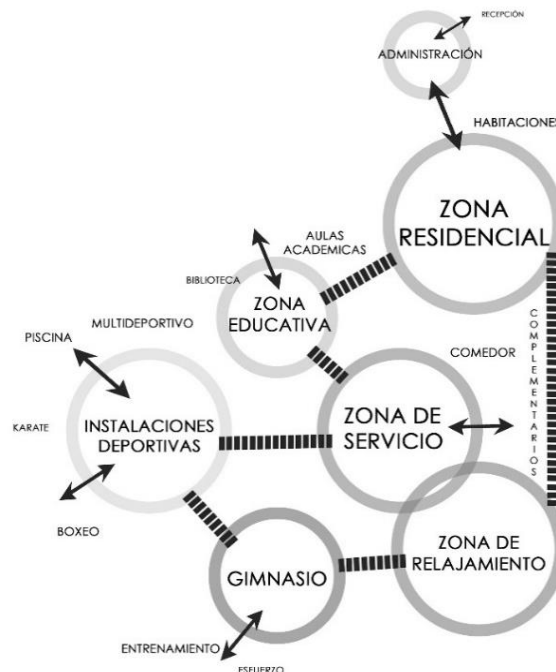 RECEPCIÓN
ADMINISTRACIÓN
HABITACIONES
ZONA
RESIDENCIAL
AULAS
ACADEMICAS
BIBLIOTECA
ZONA
EDUCATIVA
MULTIDEPORTIVO
PISCINA
COMPLEMENTARIOS
COMEDOR
KARATE
INSTALACIONES
DEPORTIVAS
ZONA DE
SERVICIO
BOXEO
ZONA DE
RELAJAMIENTO
GIMNASIO
ENTRENAMIENTO
ESFUERZO